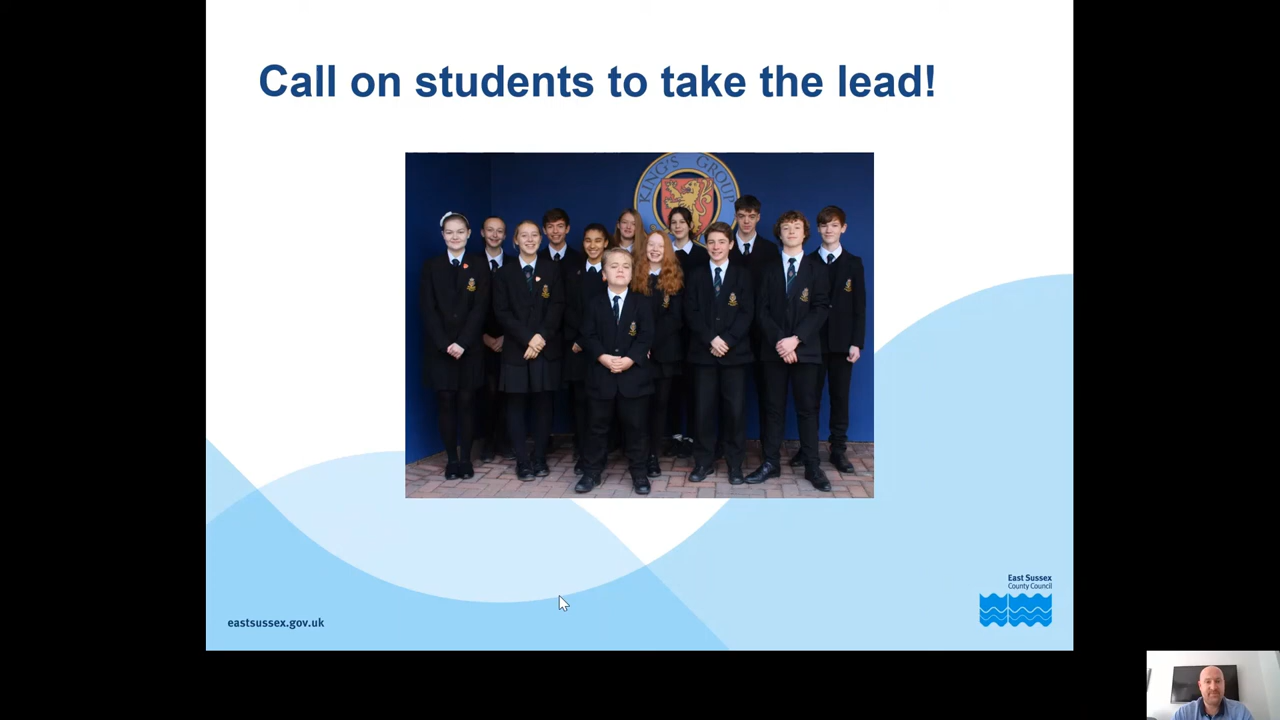 Call on students to take the lead!
KING'S GROUP
East Sussex
County Council
eastsussex.gov.uk